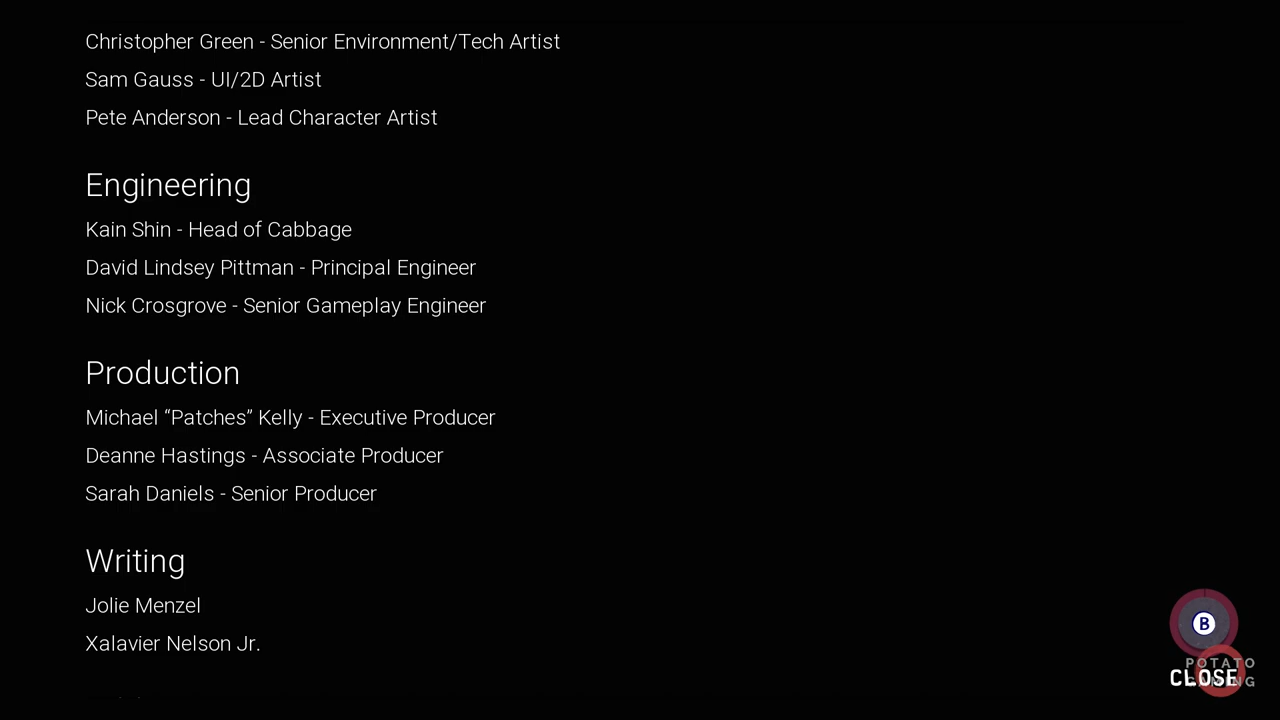 Christopher Green - Senior Environment/Tech Artist
Sam Gauss - UI/2D Artist
Pete Anderson - Lead Character Artist
Engineering
Kain Shin - Head of Cabbage
David Lindsey Pittman - Principal Engineer
Nick Crosgrove - Senior Gameplay Engineer
Production
Michael “Patches” Kelly - Executive Producer
Deanne Hastings - Associate Producer
Sarah Daniels - Senior Producer
Writing
Jolie Menzel
Xalavier Nelson Jr.
B
POTATO
GAMING
CLOSE